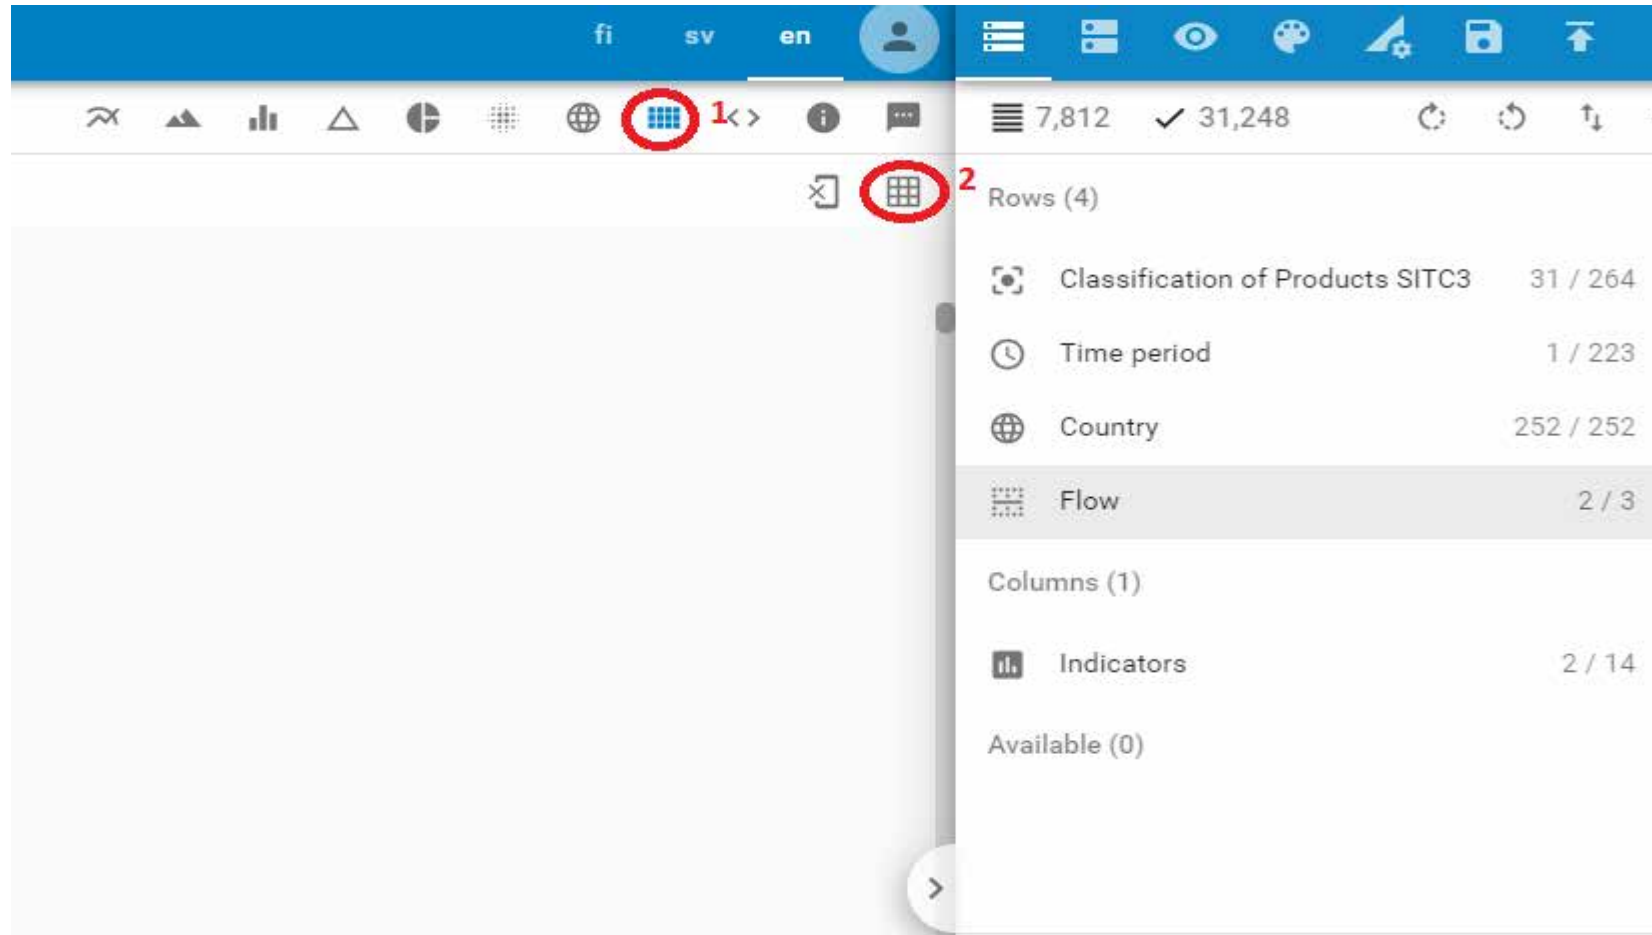 fi sv en
1 < >
7,812 31,248
2
Rows (4)
Classification of Products SITC3 31 / 264
Time period 1 / 223
Country 252 / 252
Flow 2 / 3
Columns (1)
Indicators 2 / 14
Available (0)